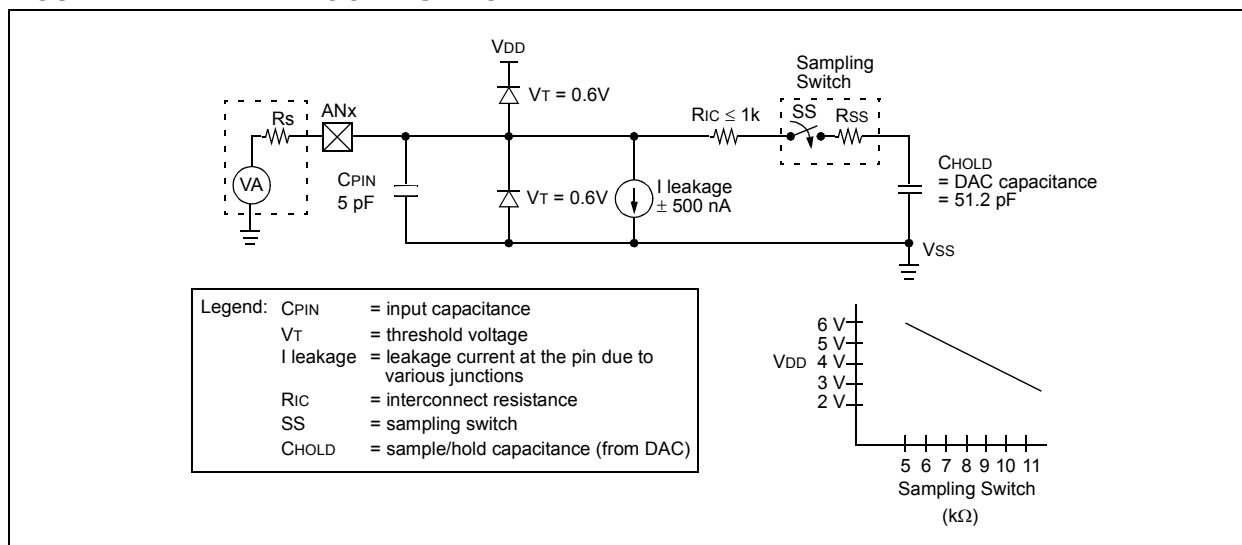 VDD
Sampling
Switch
VT = 0.6V
ANx
RIC ≤ 1k
SS
RSS
Rs
CHOLD
= DAC capacitance
= 51.2 pF
VA
CPIN
5 pF
VT = 0.6V
I leakage
± 500 nA
VSS
Legend: CPIN = input capacitance
VT = threshold voltage
I leakage = leakage current at the pin due to
various junctions
RIC = interconnect resistance
SS = sampling switch
CHOLD = sample/hold capacitance (from DAC)
6 V
5 V
VDD 4 V
3 V
2 V
5 6 7 8 9 10 11
Sampling Switch
(kΩ)